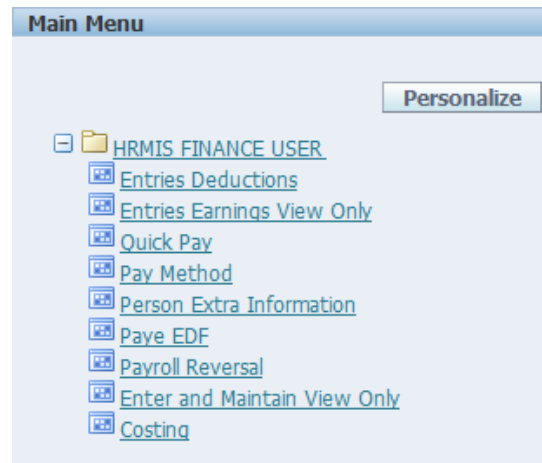 Main Menu
Personalize
HRMIS FINANCE USER
Entries Deductions
Entries Earnings View Only
Quick Pay
Pay Method
Person Extra Information
Paye EDF
Payroll Reversal
Enter and Maintain View Only
Costing